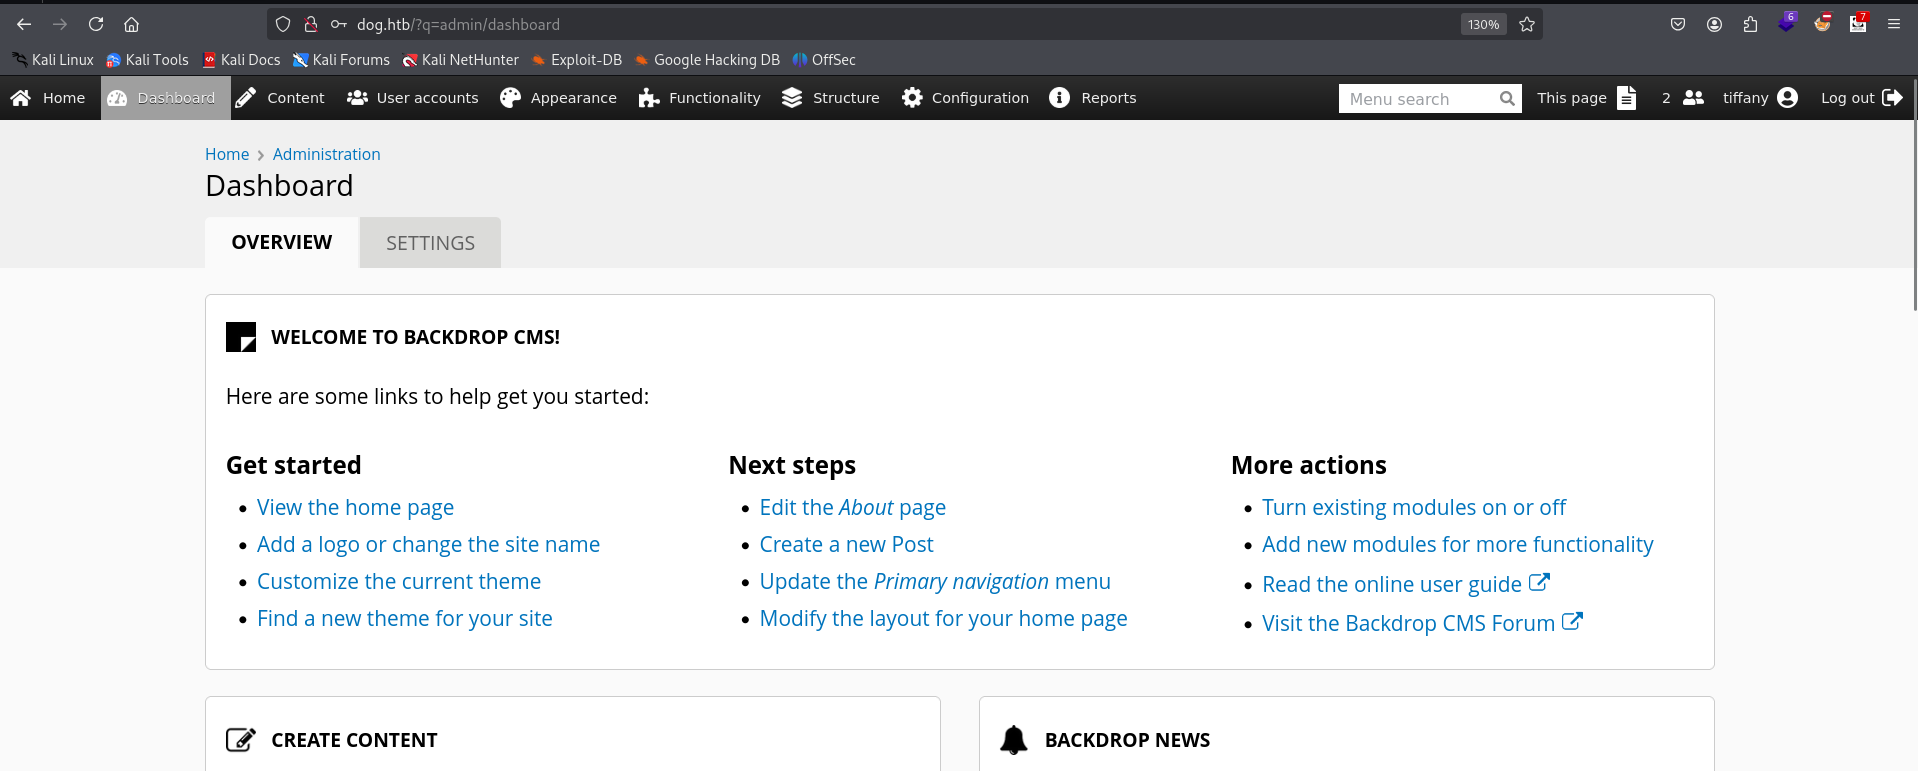 dog.htb/?q=admin/dashboard 130% 6 7
Kali Linux Kali Tools Kali Docs Kali Forums Kali NetHunter Exploit-DB Google Hacking DB OffSec
Home Dashboard Content User accounts Appearance Functionality Structure Configuration Reports Menu search This page 2 tiffany Log out
Home Administration
Dashboard
OVERVIEW SETTINGS
WELCOME TO BACKDROP CMS!
Here are some links to help get you started:
Get started
View the home page
Add a logo or change the site name
Customize the current theme
Find a new theme for your site
Next steps
Edit the About page
Create a new Post
Update the Primary navigation menu
Modify the layout for your home page
More actions
Turn existing modules on or off
Add new modules for more functionality
Read the online user guide
Visit the Backdrop CMS Forum
CREATE CONTENT
BACKDROP NEWS